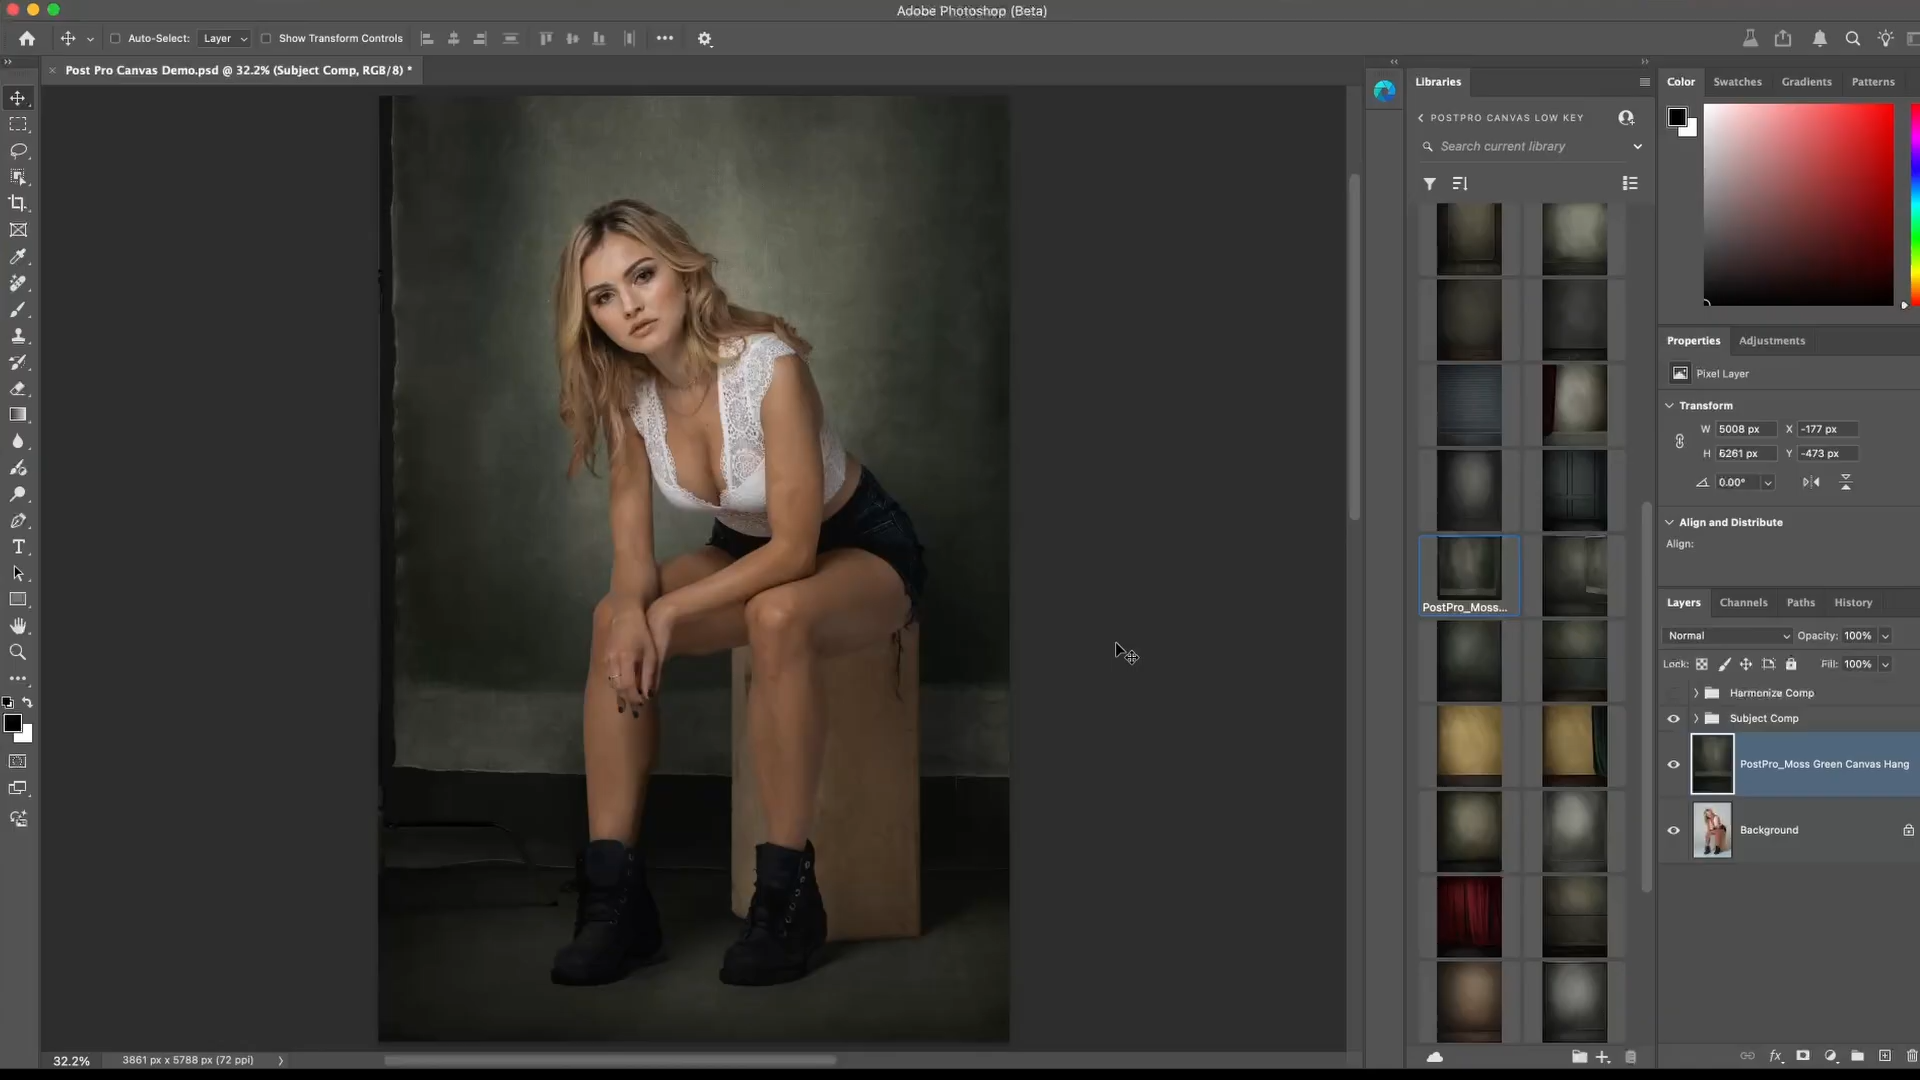 Adobe Photoshop (Beta)
Auto-Select: Layer Show Transform Controls
Post Pro Canvas Demo.psd @ 32.2% (Subject Comp, RGB/8) *
Libraries
POSTPRO CANVAS LOW KEY
Search current library
PostPro_Moss...
Color Swatches Gradients Patterns
Properties Adjustments
Pixel Layer
Transform
W 5008 px X -177 px
H 6261 px Y -473 px
0.00°
Align and Distribute
Align:
Layers Channels Paths History
Normal Opacity: 100%
Lock: Fill: 100%
Harmonize Comp
Subject Comp
PostPro_Moss Green Canvas Hang
Background
fx
32.2% 3861 px x 5788 px (72 ppi)